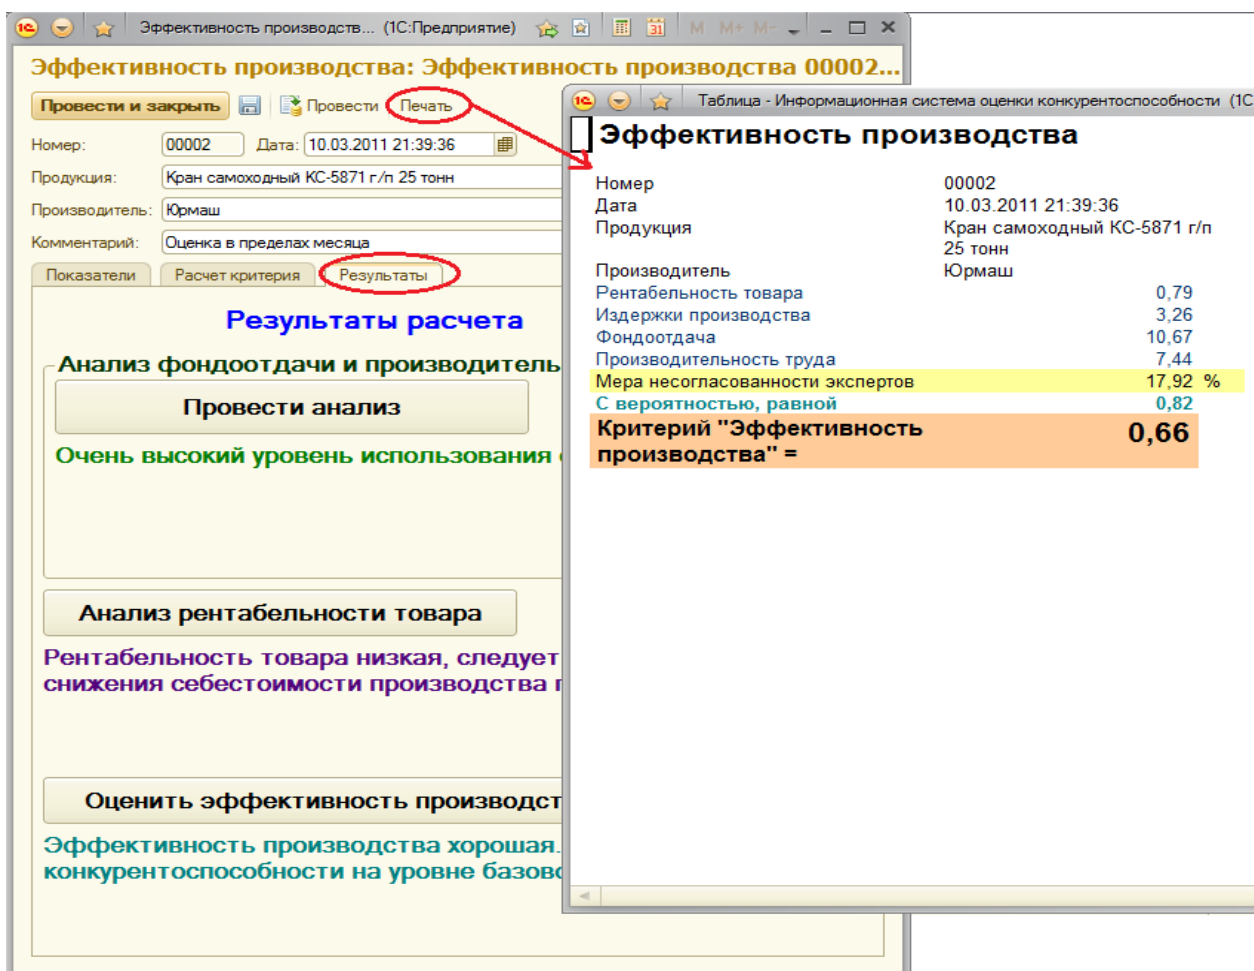 Эффективность производств... (1С:Предприятие)
31
M M+ M-
Эффективность производства: Эффективность производства 00002...
Провести и закрыть
Провести
Печать
Номер: 00002 Дата: 10.03.2011 21:39:36
Продукция: Кран самоходный КС-5871 г/п 25 тонн
Производитель: Юрмаш
Комментарий: Оценка в пределах месяца
Показатели
Расчет критерия
Результаты
Результаты расчета
Анализ фондоотдачи и производитель
Провести анализ
Очень высокий уровень использования
Анализ рентабельности товара
Рентабельность товара низкая, следует
снижения себестоимости производства
Оценить эффективность производст
Эффективность производства хорошая.
конкурентоспособности на уровне базово
Таблица - Информационная система оценки конкурентоспособности (1С
Эффективность производства
Номер 00002
Дата 10.03.2011 21:39:36
Продукция Кран самоходный КС-5871 г/п
25 тонн
Производитель Юрмаш
Рентабельность товара 0,79
Издержки производства 3,26
Фондоотдача 10,67
Производительность труда 7,44
Мера несогласованности экспертов 17,92 %
С вероятностью, равной 0,82
Критерий "Эффективность
производства" = 0,66